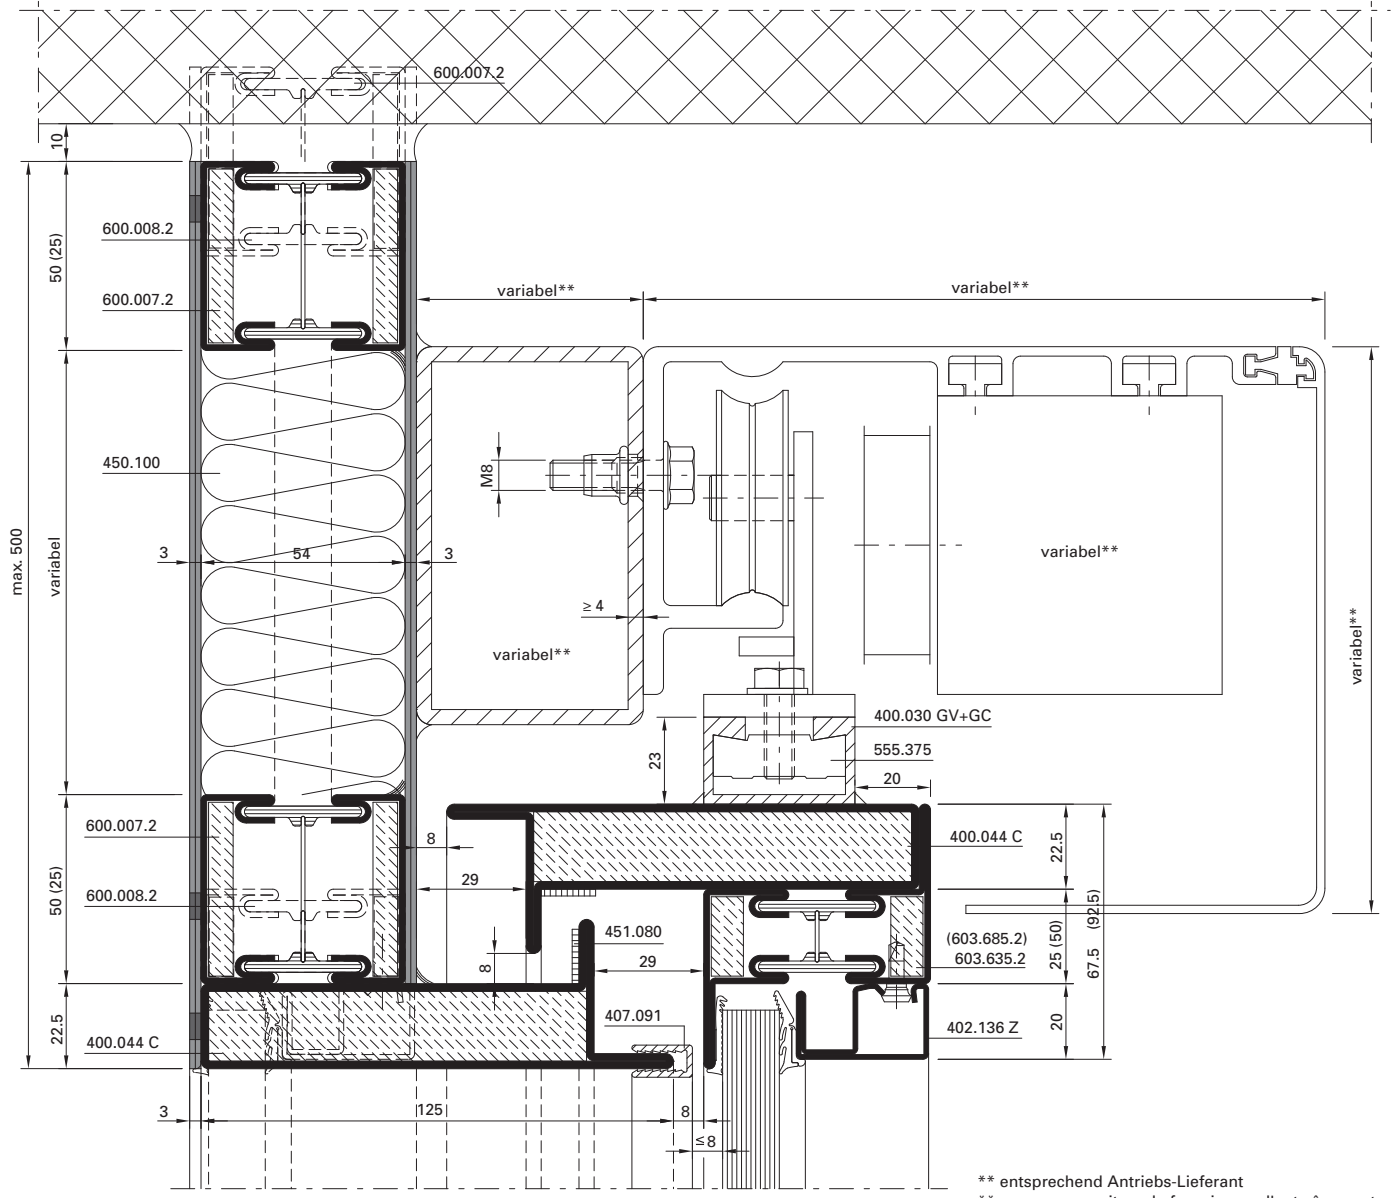 600.007.2
10
600.008.2
50 (25)
600.007.2
variabel**
variabel**
450.100
M8
max. 500
variabel
3
54
3
variabel**
≥ 4
variabel**
variabel**
400.030 GV+GC
23
555.375
20
600.007.2
8
400.044 C
22.5
29
50 (25)
600.008.2
451.080
(603.685.2)
603.635.2
25 (50)
67.5 (92.5)
8
29
407.091
402.136 Z
20
22.5
400.044 C
3
125
8
≤ 8
** entsprechend Antriebs-Lieferant